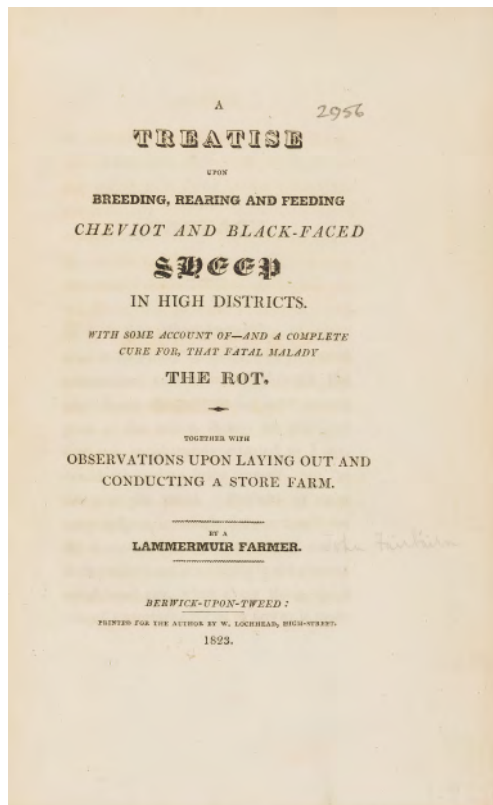 A
2956
TREATISE
UPON
BREEDING, REARING AND FEEDING
CHEVIOT AND BLACK-FACED
SHEEP
IN HIGH DISTRICTS.
WITH SOME ACCOUNT OF—AND A COMPLETE
CURE FOR, THAT FATAL MALADY
THE ROT.
TOGETHER WITH
OBSERVATIONS UPON LAYING OUT AND
CONDUCTING A STORE FARM.
BY A
LAMMERMUIR FARMER.
John
BERWICK-UPON-TWEED:
PRINTED FOR THE AUTHOR BY W. LOCHHEAD, HIGH-STREET.
1823.